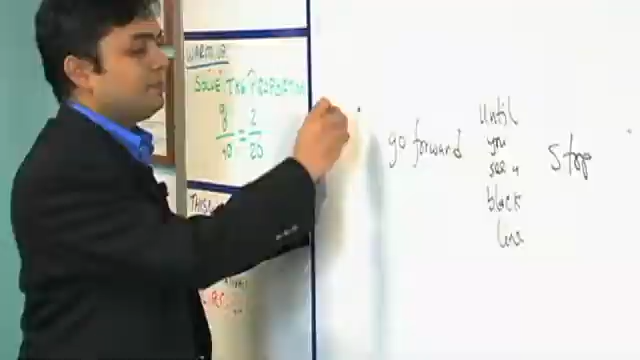 WARM UP
SOLVE THE PROPORTION
8/40 = 2/20
go forward
until
you
see a
black
line
Stop